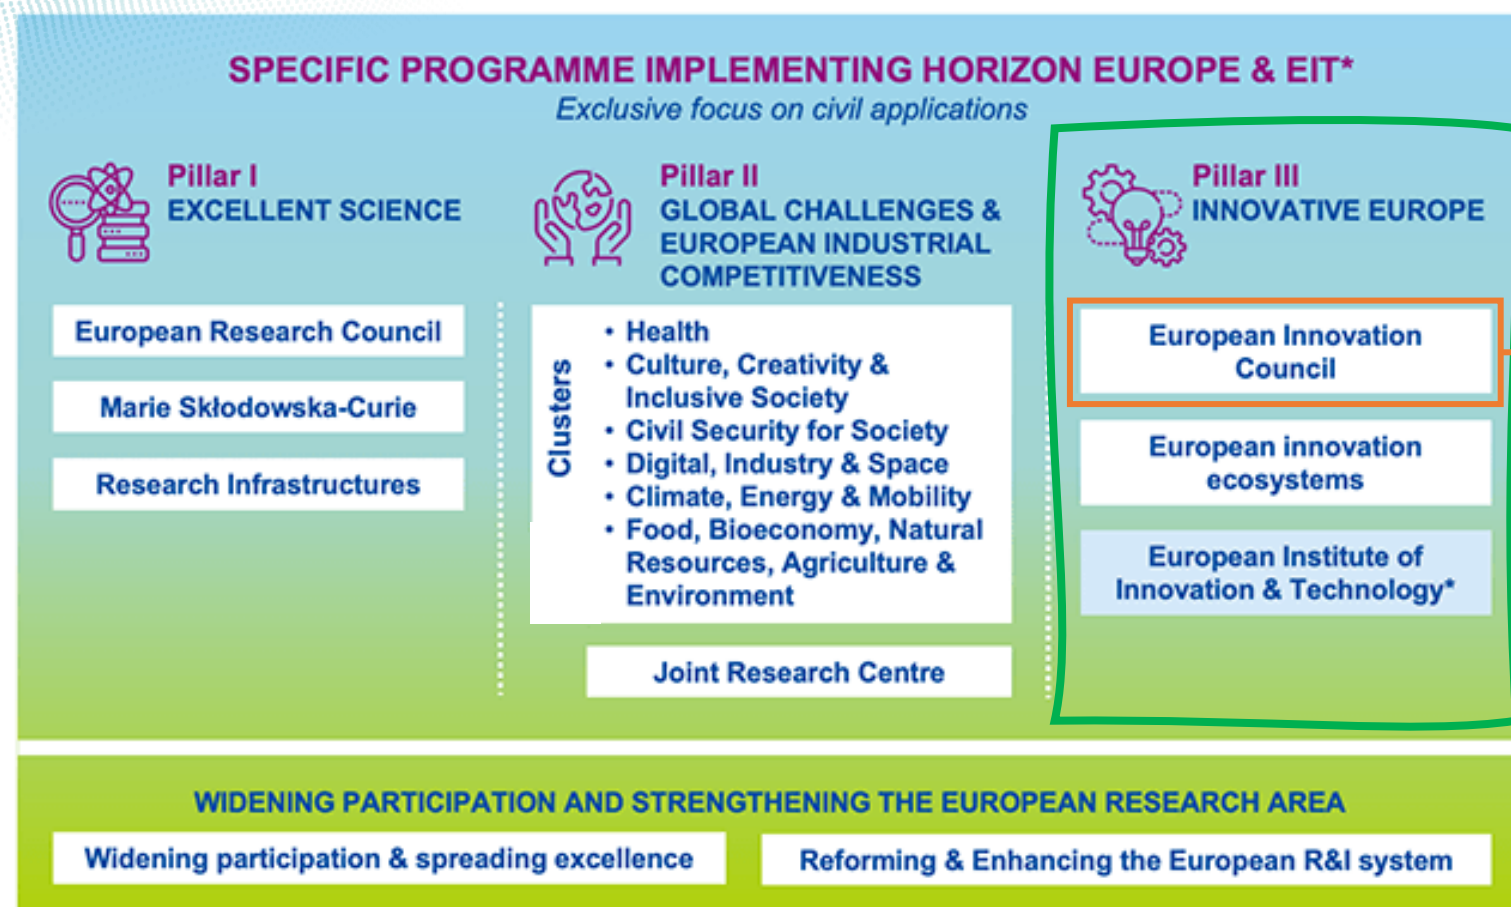 SPECIFIC PROGRAMME IMPLEMENTING HORIZON EUROPE & EIT*
Exclusive focus on civil applications
Pillar I
EXCELLENT SCIENCE
European Research Council
Marie Skłodowska-Curie
Research Infrastructures
Pillar II
GLOBAL CHALLENGES &
EUROPEAN INDUSTRIAL
COMPETITIVENESS
Clusters
• Health
• Culture, Creativity &
Inclusive Society
• Civil Security for Society
• Digital, Industry & Space
• Climate, Energy & Mobility
• Food, Bioeconomy, Natural
Resources, Agriculture &
Environment
Joint Research Centre
Pillar III
INNOVATIVE EUROPE
European Innovation
Council
European innovation
ecosystems
European Institute of
Innovation & Technology*
WIDENING PARTICIPATION AND STRENGTHENING THE EUROPEAN RESEARCH AREA
Widening participation & spreading excellence
Reforming & Enhancing the European R&I system